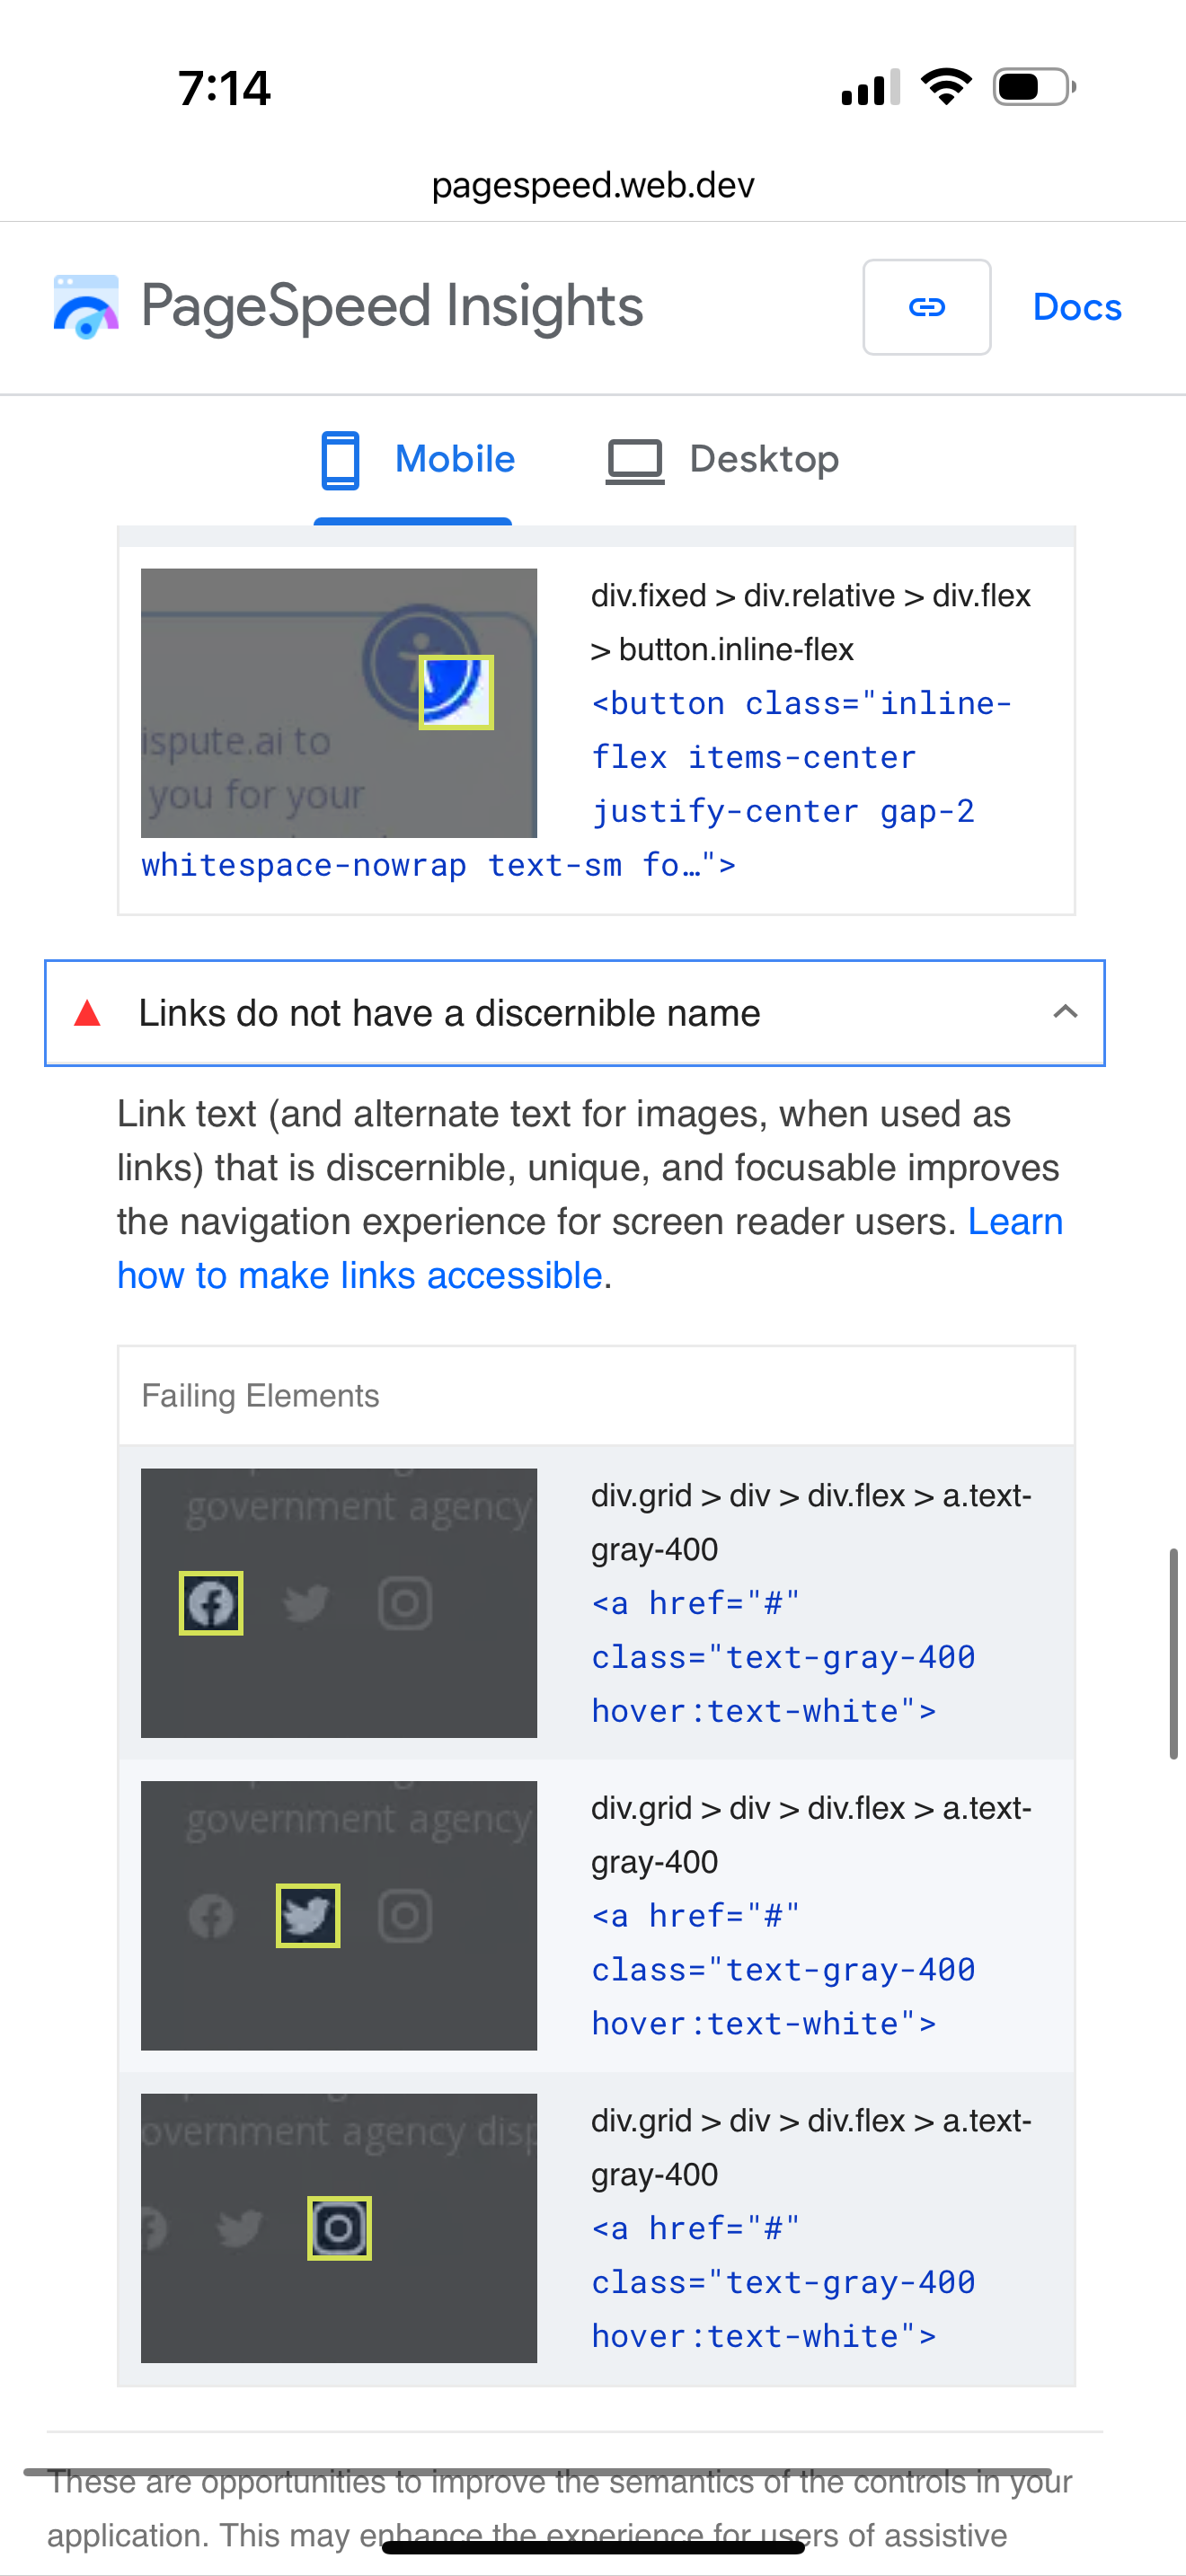 7:14
pagespeed.web.dev
PageSpeed Insights
Docs
Mobile
Desktop
div.fixed > div.relative > div.flex
> button.inline-flex
<button class="inline-
flex items-center
justify-center gap-2
whitespace-nowrap text-sm fo…">
ispute.ai to
you for your
Links do not have a discernible name
Link text (and alternate text for images, when used as
links) that is discernible, unique, and focusable improves
the navigation experience for screen reader users. Learn
how to make links accessible.
Failing Elements
government agency
div.grid > div > div.flex > a.text-
gray-400
<a href="#"
class="text-gray-400
hover:text-white">
government agency
div.grid > div > div.flex > a.text-
gray-400
<a href="#"
class="text-gray-400
hover:text-white">
overnment agency disp
div.grid > div > div.flex > a.text-
gray-400
<a href="#"
class="text-gray-400
hover:text-white">
These are opportunities to improve the semantics of the controls in your
application. This may enhance the experience for users of assistive